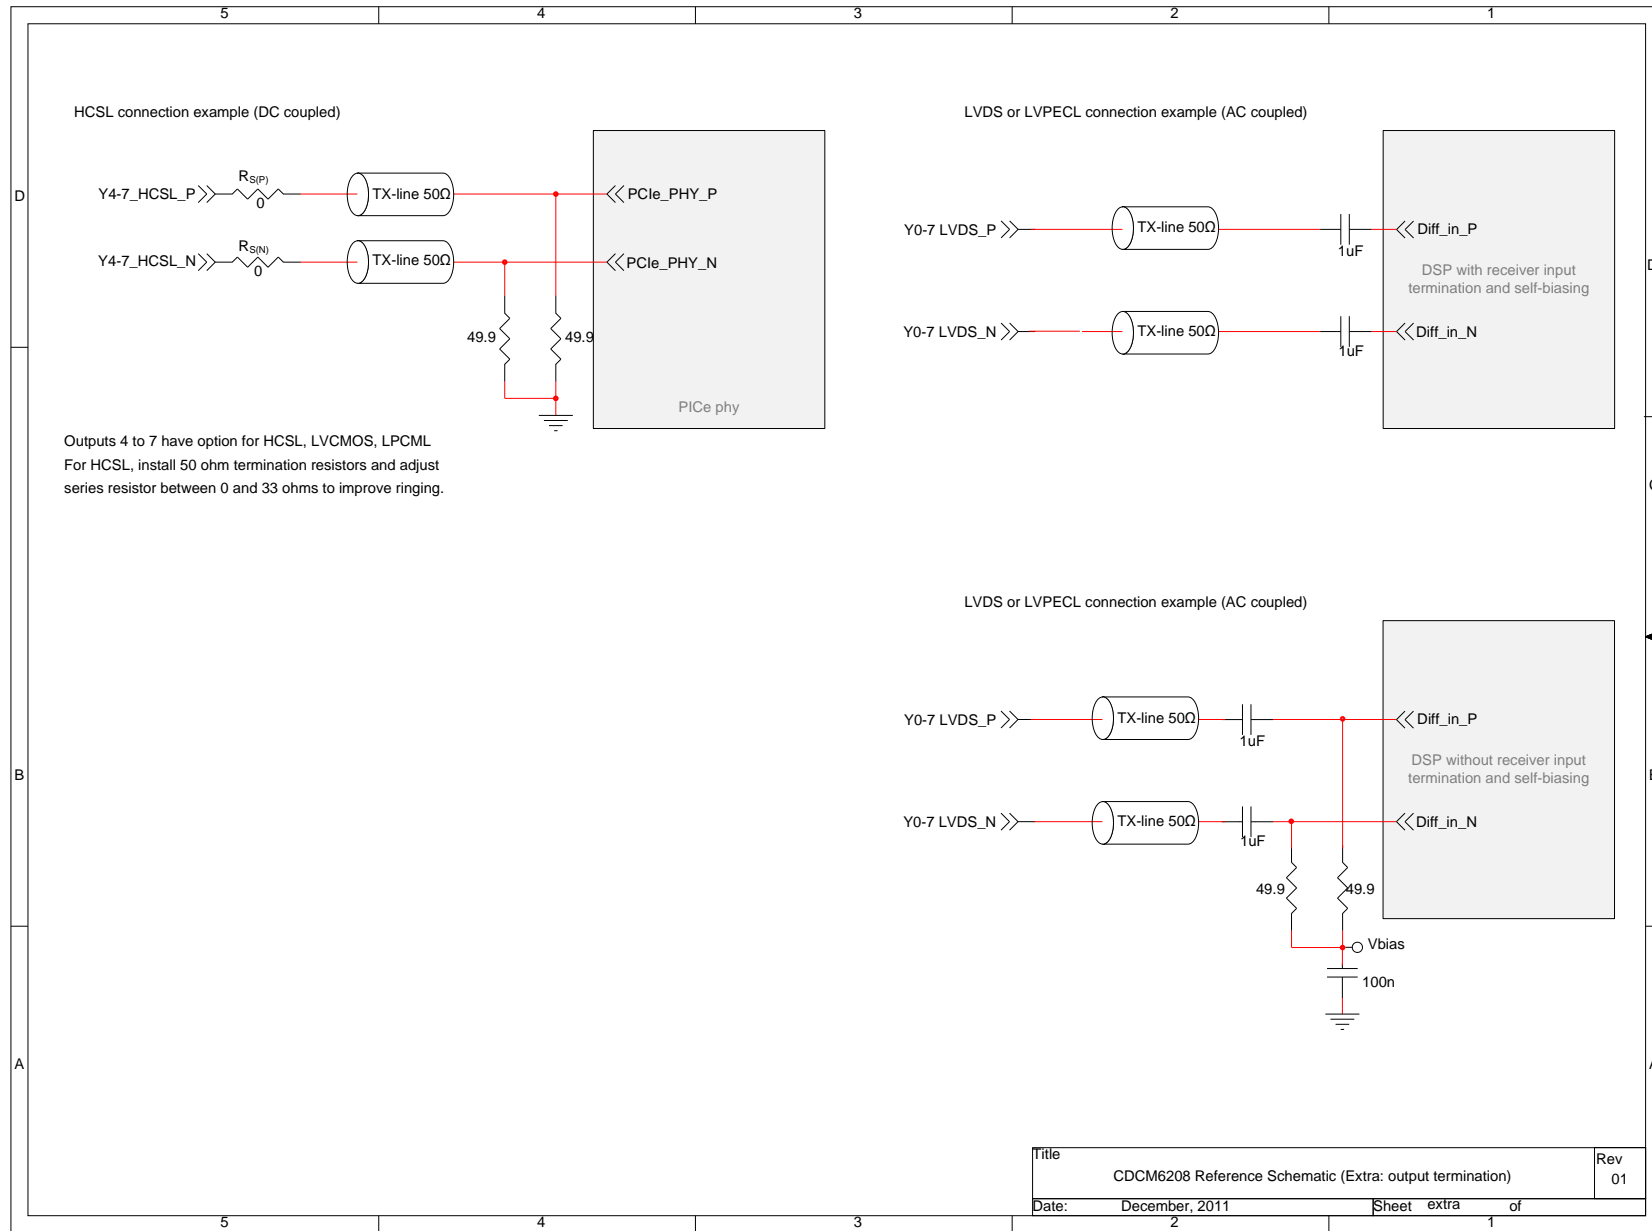 5 4 3 2 1
HCSL connection example (DC coupled)
D
Y4-7_HCSL_P
RS(P)
0
TX-line 50Ω
PCIe_PHY_P
Y4-7_HCSL_N
RS(N)
0
TX-line 50Ω
PCIe_PHY_N
49.9
49.9
PICe phy
Outputs 4 to 7 have option for HCSL, LVCMOS, LPCML
For HCSL, install 50 ohm termination resistors and adjust
series resistor between 0 and 33 ohms to improve ringing.
LVDS or LVPECL connection example (AC coupled)
Y0-7 LVDS_P
TX-line 50Ω
1uF
Diff_in_P
DSP with receiver input
termination and self-biasing
Y0-7 LVDS_N
TX-line 50Ω
1uF
Diff_in_N
LVDS or LVPECL connection example (AC coupled)
Y0-7 LVDS_P
TX-line 50Ω
1uF
Diff_in_P
DSP without receiver input
termination and self-biasing
B
Y0-7 LVDS_N
TX-line 50Ω
1uF
Diff_in_N
49.9
49.9
Vbias
100n
A
Title
CDCM6208 Reference Schematic (Extra: output termination)
Rev
01
Date: December, 2011
Sheet extra of
5 4 3 2 1